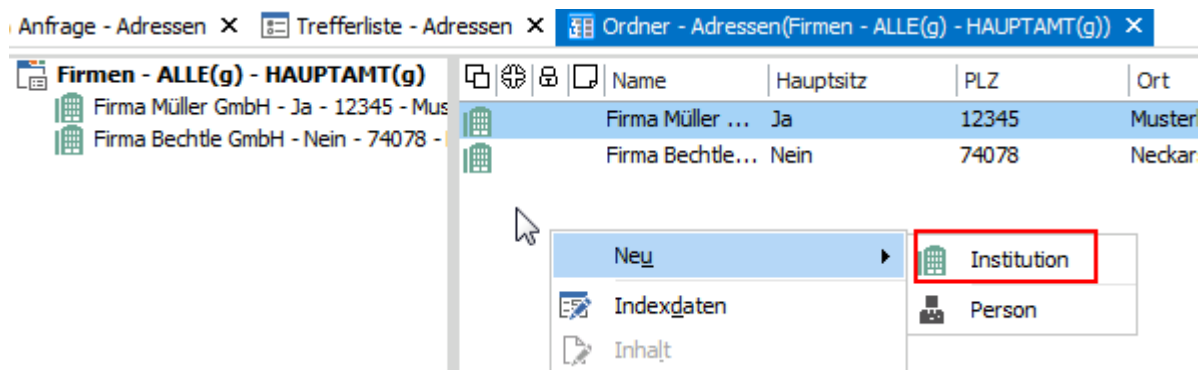 Anfrage - Adressen X Trefferliste - Adressen X Ordner - Adressen(Firmen - ALLE(g) - HAUPTAMT(g)) X
Firmen - ALLE(g) - HAUPTAMT(g)
Firma Müller GmbH - Ja - 12345 - Mus
Firma Bechtle GmbH - Nein - 74078 -
Name Hauptsitz PLZ Ort
Firma Müller ... Ja 12345 Muster
Firma Bechtle... Nein 74078 Neckar
Neu
Institution
Indexdaten
Person
Inhalt